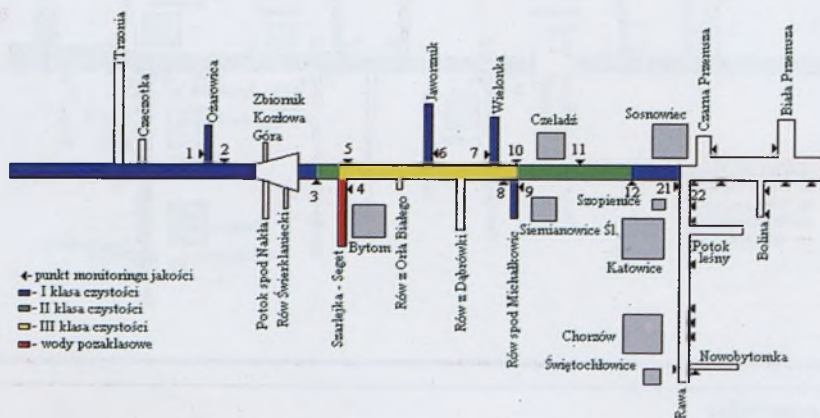 Trzonia
Czeczotka
Ożarowica
Zbiornik
Kozłowa
Góra
Jaworznik
Wielonka
Czeladź
Sosnowiec
Czarna Przemsza
Biała Przemsza
1
2
5
6
7
10
11
3
4
8
9
12
21
22
Potok spod Nakła
Rów Świerklaniecki
Szarlejka - Seget
Bytom
Rów z Orła Białego
Rów z Dąbrówki
Rów spod Michałkowic
Siemianowice Śl.
Szopienice
Katowice
Potok
leśny
Bolina
Chorzów
Świętochłowice
Nowobytomka
Rawa
- punkt monitoringu jakości
- I klasa czystości
- II klasa czystości
- III klasa czystości
- wody pozaklasowe